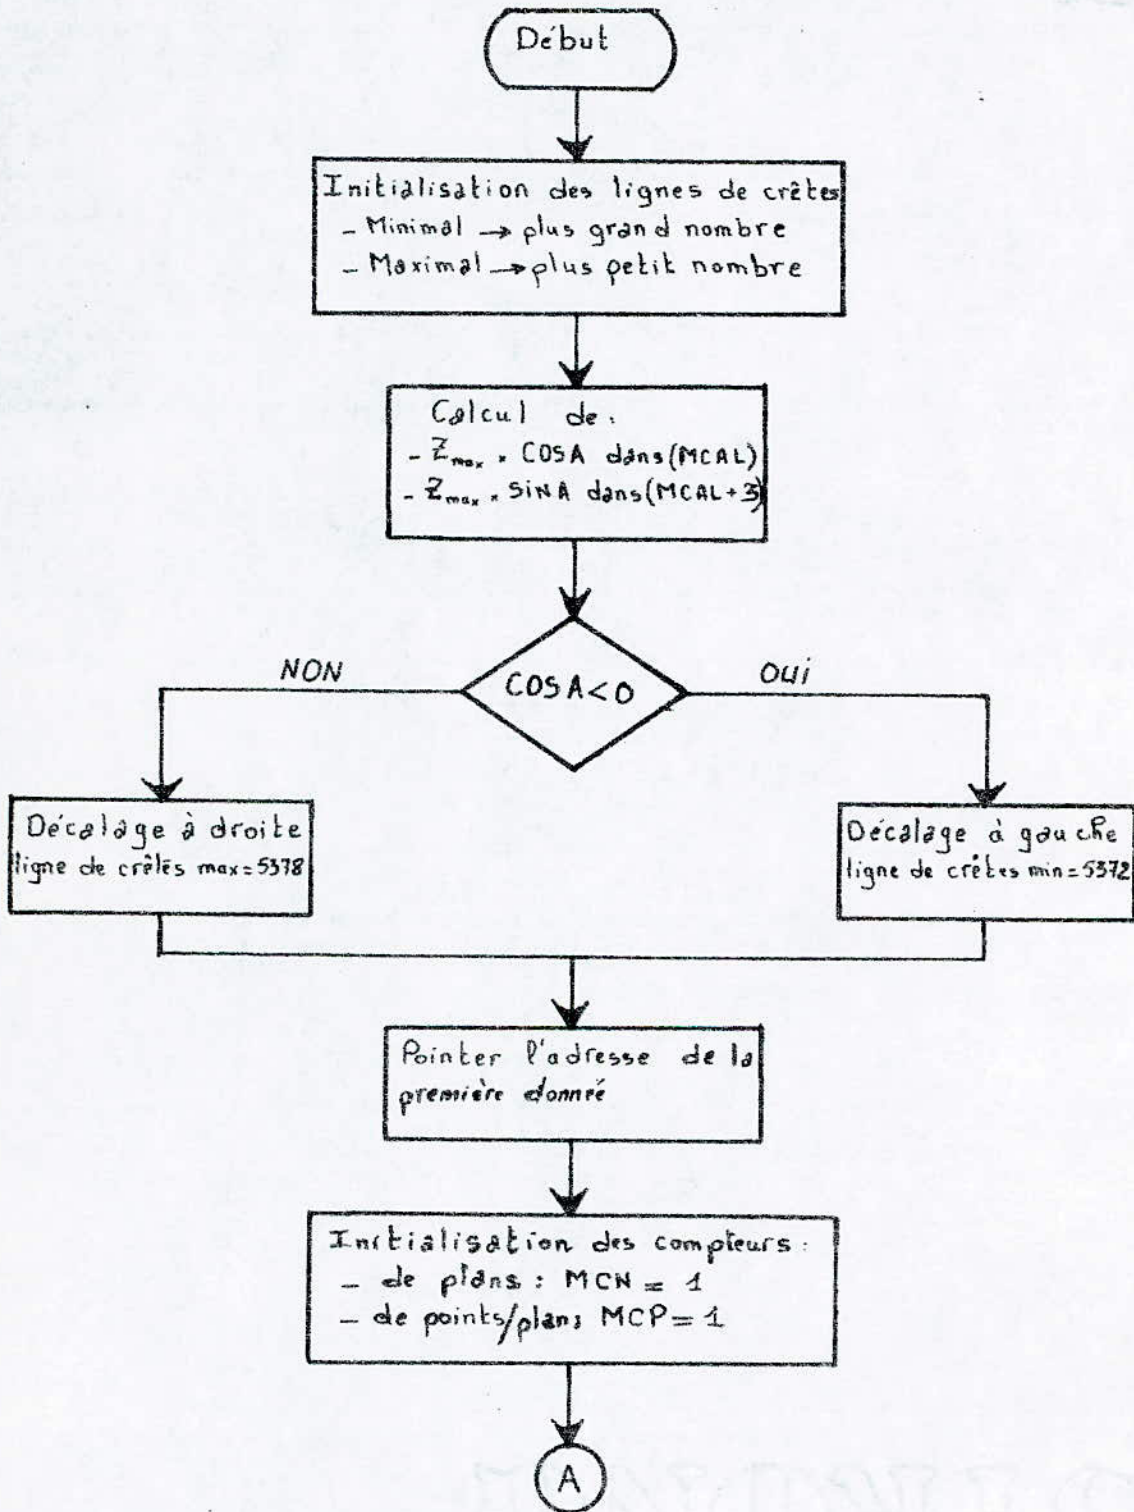 Début
Initialisation des lignes de crêtes
- Minimal → plus grand nombre
- Maximal → plus petit nombre
Calcul de :
- Zmax * COSA dans (MCAL)
- Zmax * SINA dans (MCAL+3)
COSA<0
NON
OUi
Décalage à droite
ligne de crêtes max=5378
Décalage à gauche
ligne de crêtes min=5372
Pointer l'adresse de la
première donneé
Initialisation des compteurs :
- de plans : MCN = 1
- de points/plan: MCP = 1
A